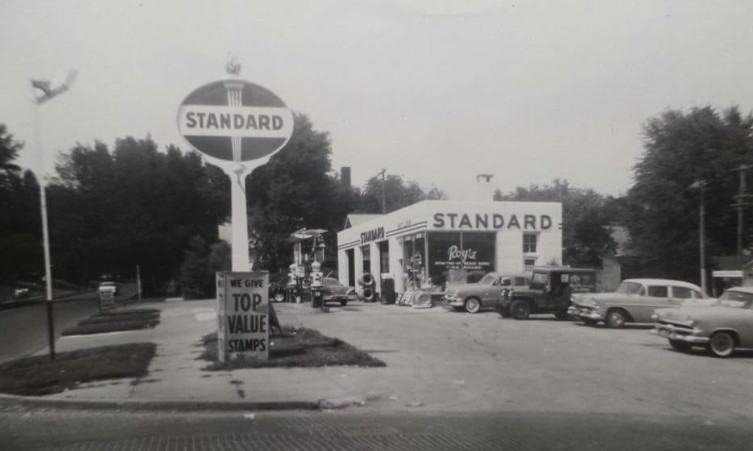 STANDARD
WE GIVE
TOP
VALUE
STAMPS
STANDARD
STANDARD
Roy's